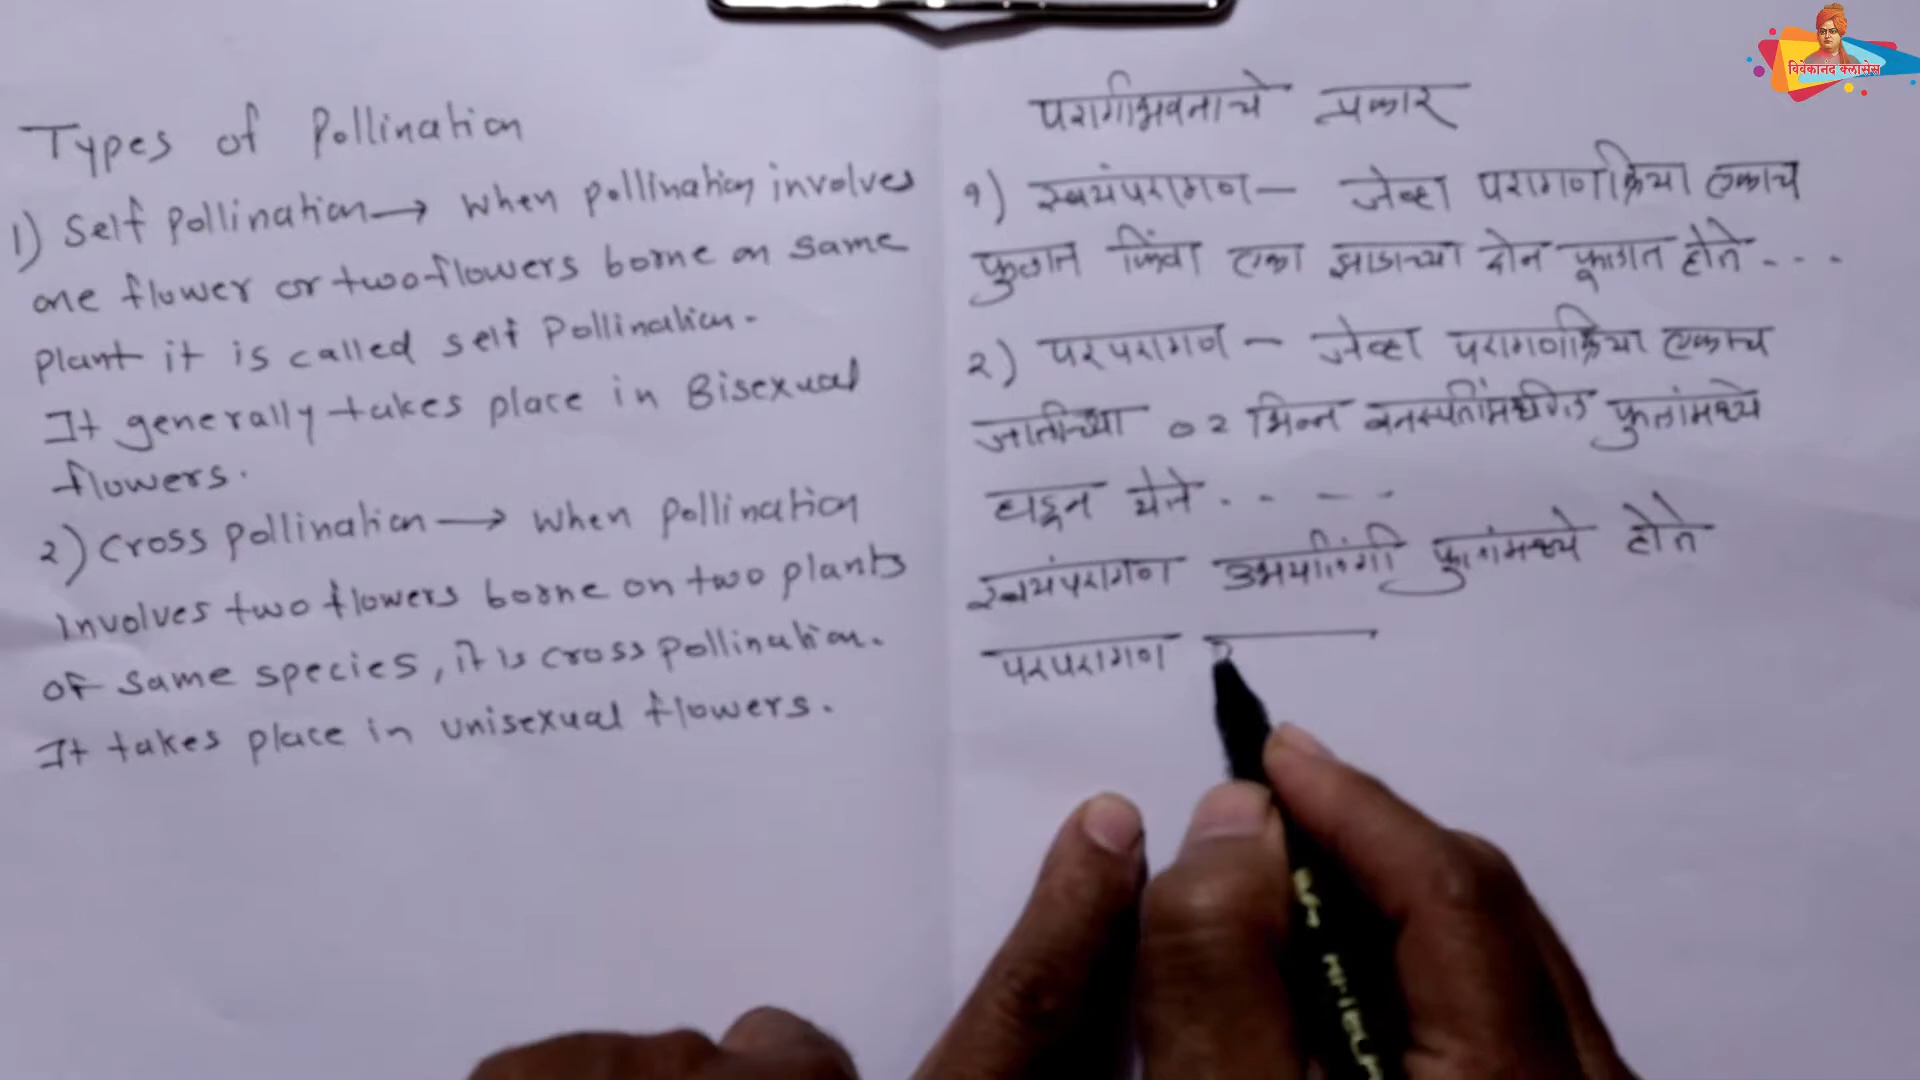 Types of Pollination
1) Self pollination → when pollination involves
one flower or two flowers borne on same
plant it is called self Pollination.
It generally takes place in Bisexual
flowers.
2) Cross pollination → when pollination
involves two flowers borne on two plants
of same species, it is cross pollination.
It takes place in unisexual flowers.
परागीभवनाचे प्रकार
१) स्वयंपरागण – जेव्हा परागणक्रिया एकाच
फुलात किंवा एका झाडाच्या दोन फूलात होते - - -
२) परपरागण – जेव्हा परागणक्रिया एकाच
जातीच्या ०२ भिन्न वनस्पतींमधील फुलांमध्ये
घडून येते - - - -
स्वयंपरागण उभयलिंगी फुलांमध्ये होते
परपरागण
विवेकानंद क्लासेस